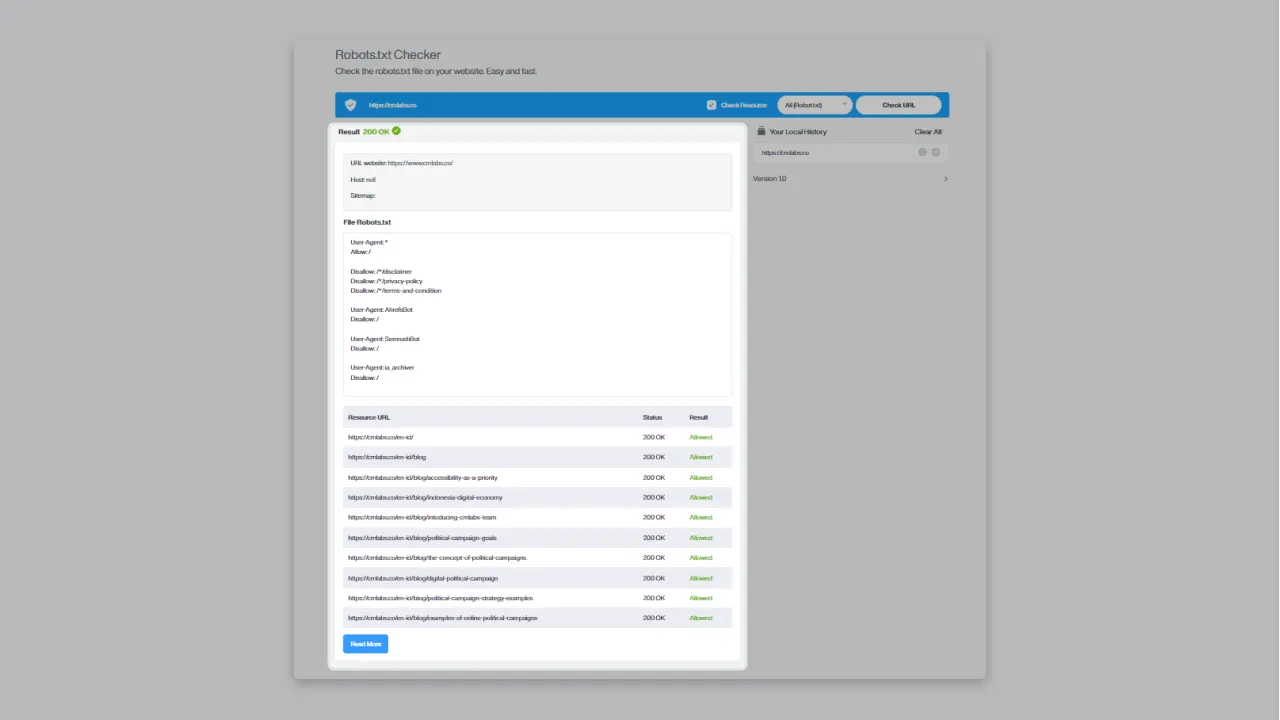 Robots.txt Checker
Check the robots.txt file on your website. Easy and fast.
https://cmlabs.co
Check Resource
All (Robot.txt)
Check URL
Result 200 OK
URL website: https://www.cmlabs.co/
Host: null
Sitemap:
File Robots.txt
User-Agent: *
Allow: /
Disallow: /*/disclaimer
Disallow: /*/privacy-policy
Disallow: /*/terms-and-condition
User-Agent: AhrefsBot
Disallow: /
User-Agent: SemrushBot
Disallow: /
User-Agent: ia_archiver
Disallow: /
Resource URL Status Result
https://cmlabs.co/en-id/ 200 OK Allowed
https://cmlabs.co/en-id/blog 200 OK Allowed
https://cmlabs.co/en-id/blog/accessibility-as-a-priority 200 OK Allowed
https://cmlabs.co/en-id/blog/indonesia-digital-economy 200 OK Allowed
https://cmlabs.co/en-id/blog/intoducing-cmlabs-team 200 OK Allowed
https://cmlabs.co/en-id/blog/political-campaign-goals 200 OK Allowed
https://cmlabs.co/en-id/blog/the-concept-of-political-campaigns 200 OK Allowed
https://cmlabs.co/en-id/blog/digital-political-campaign 200 OK Allowed
https://cmlabs.co/en-id/blog/political-campaign-strategy-examples 200 OK Allowed
https://cmlabs.co/en-id/blog/examples-of-online-political-campaigns 200 OK Allowed
Read More
Your Local History
Clear All
https://cmlabs.co
Version 1.0